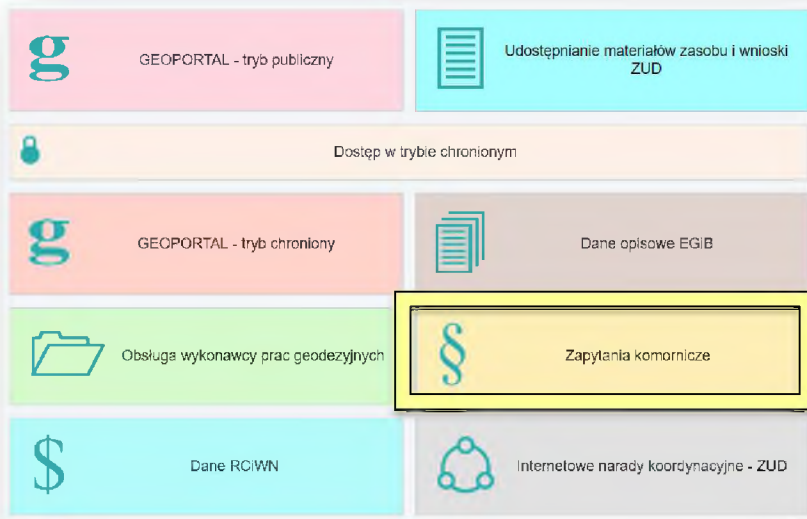 g
GEOPORTAL - tryb publiczny
Udostępnianie materiałów zasobu i wnioski
ZUD
Dostęp w trybie chronionym
g
GEOPORTAL - tryb chroniony
Dane opisowe EGiB
Obsługa wykonawcy prac geodezyjnych
§
Zapytania komornicze
$
Dane RCiWN
Internetowe narady koordynacyjne - ZUD